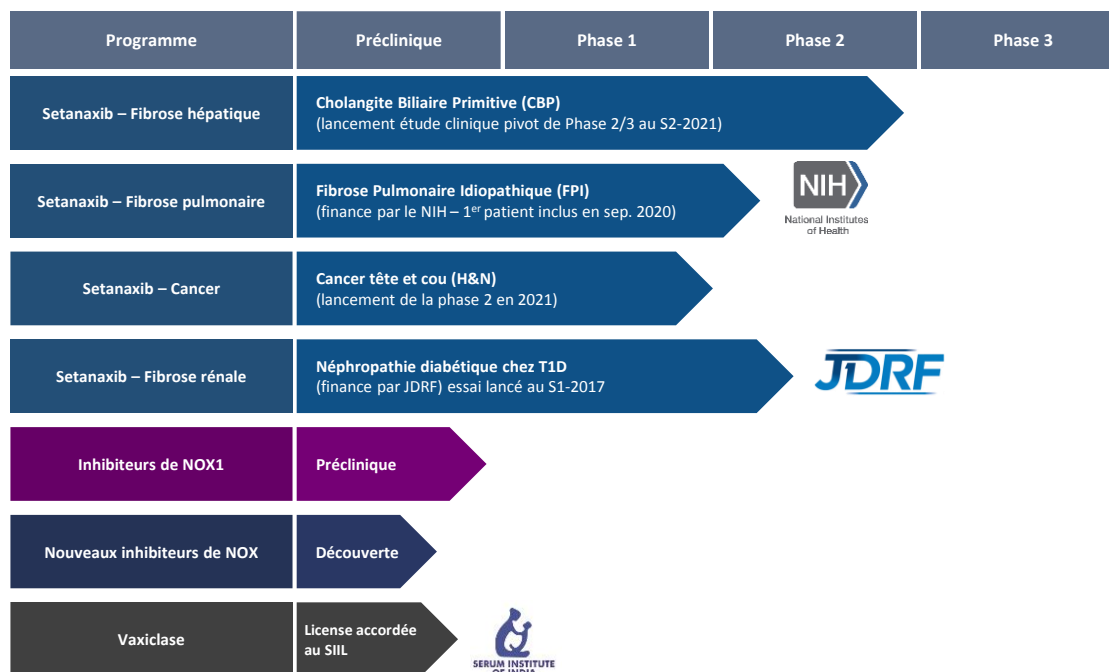 Programme
Préclinique
Phase 1
Phase 2
Phase 3
Setanaxib – Fibrose hépatique
Cholangite Biliaire Primitive (CBP)
(lancement étude clinique pivot de Phase 2/3 au S2-2021)
Setanaxib – Fibrose pulmonaire
Fibrose Pulmonaire Idiopathique (FPI)
(finance par le NIH – 1er patient inclus en sep. 2020)
NIH
National Institutes
of Health
Setanaxib – Cancer
Cancer tête et cou (H&N)
(lancement de la phase 2 en 2021)
Setanaxib – Fibrose rénale
Néphropathie diabétique chez T1D
(finance par JDRF) essai lancé au S1-2017
JDRF
Inhibiteurs de NOX1
Préclinique
Nouveaux inhibiteurs de NOX
Découverte
Vaxiclase
License accordée
au SIIL
SERUM INSTITUTE
OF INDIA